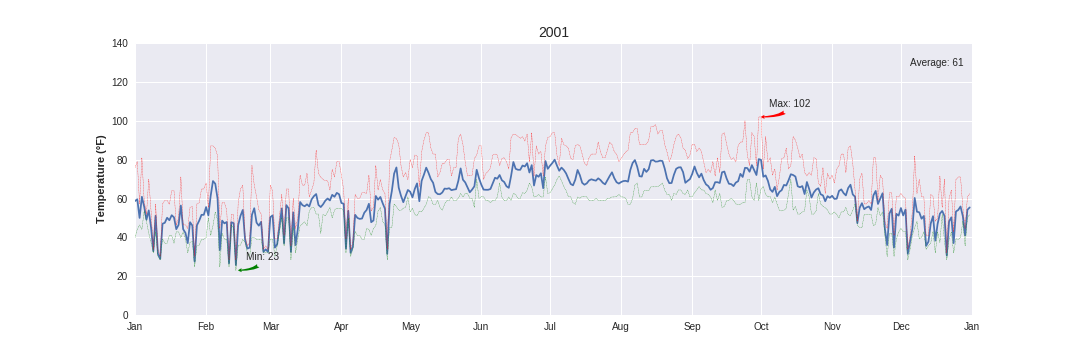 2001
140
120
100
80
60
40
20
0
Temperature (°F)
Average: 61
Max: 102
Min: 23
Jan Feb Mar Apr May Jun Jul Aug Sep Oct Nov Dec Jan